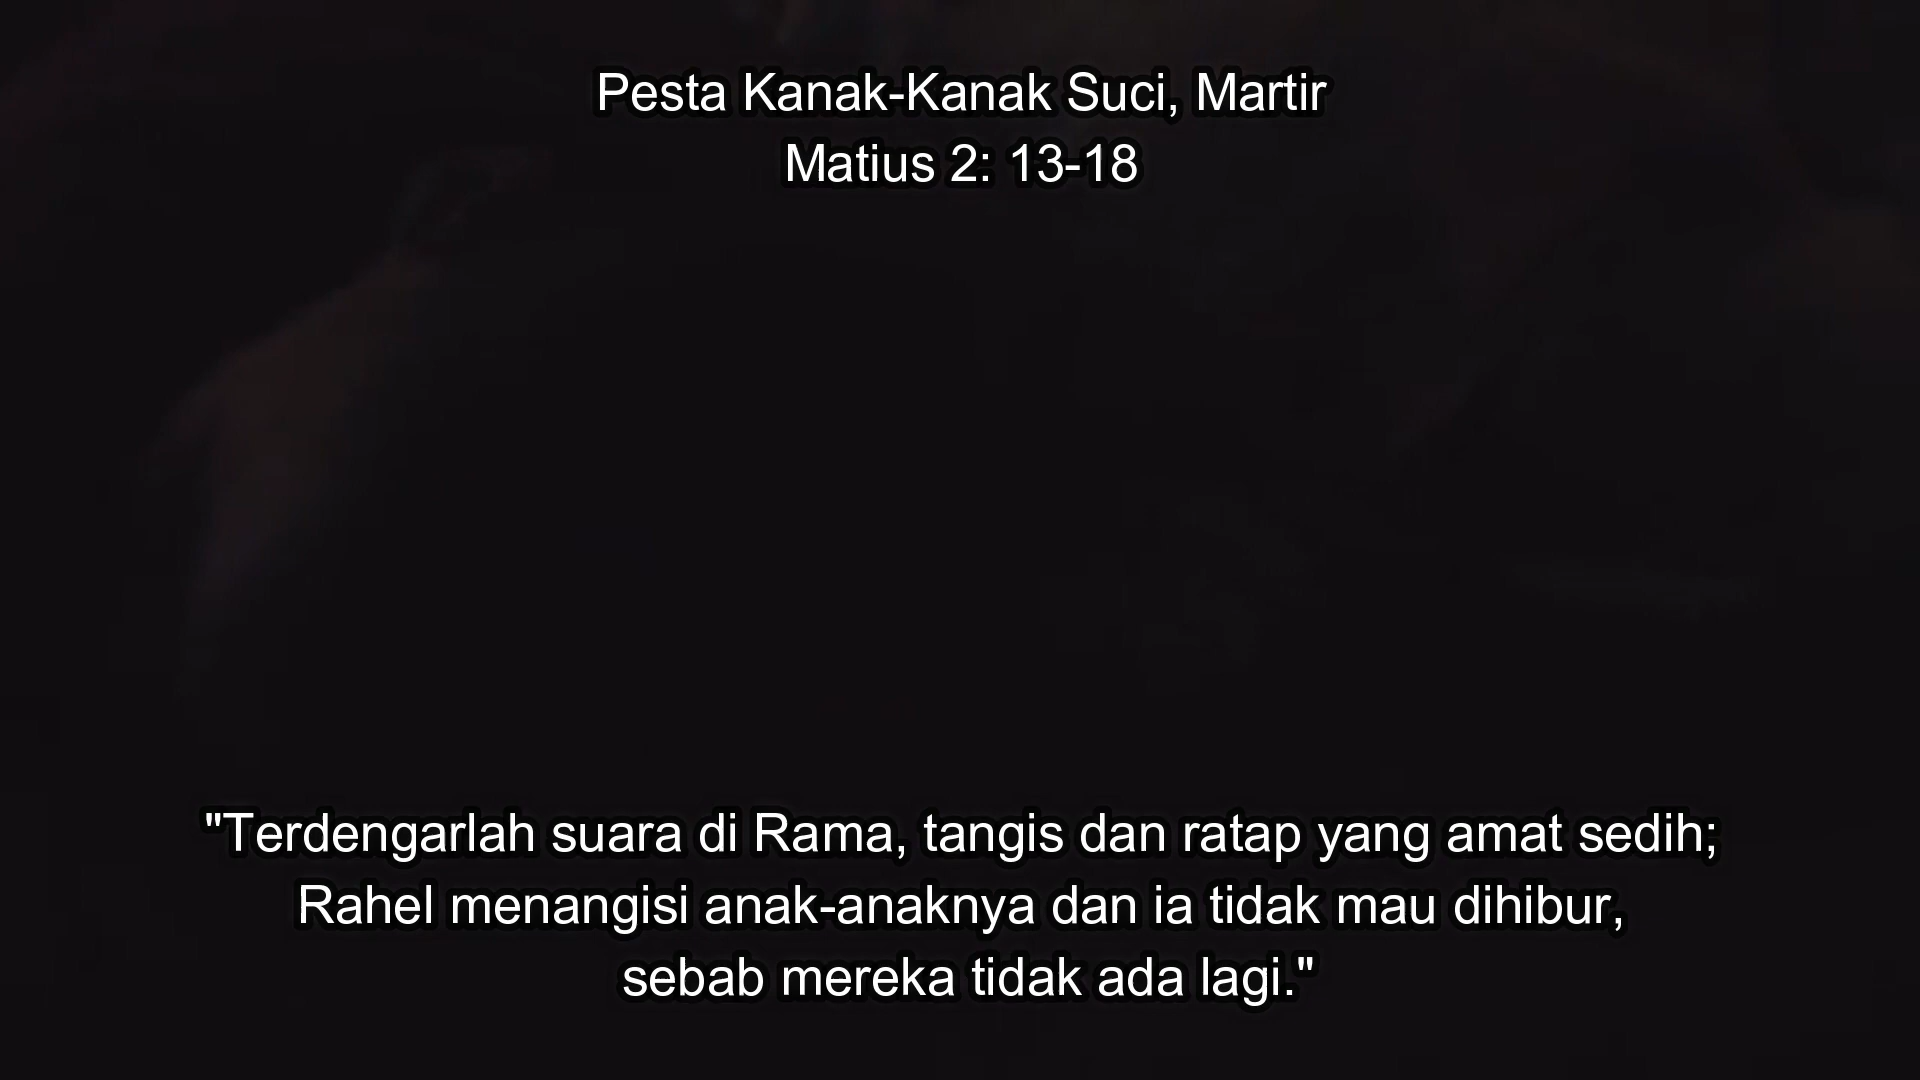 Pesta Kanak-Kanak Suci, Martir
Matius 2: 13-18
"Terdengarlah suara di Rama, tangis dan ratap yang amat sedih;
Rahel menangisi anak-anaknya dan ia tidak mau dihibur,
sebab mereka tidak ada lagi."